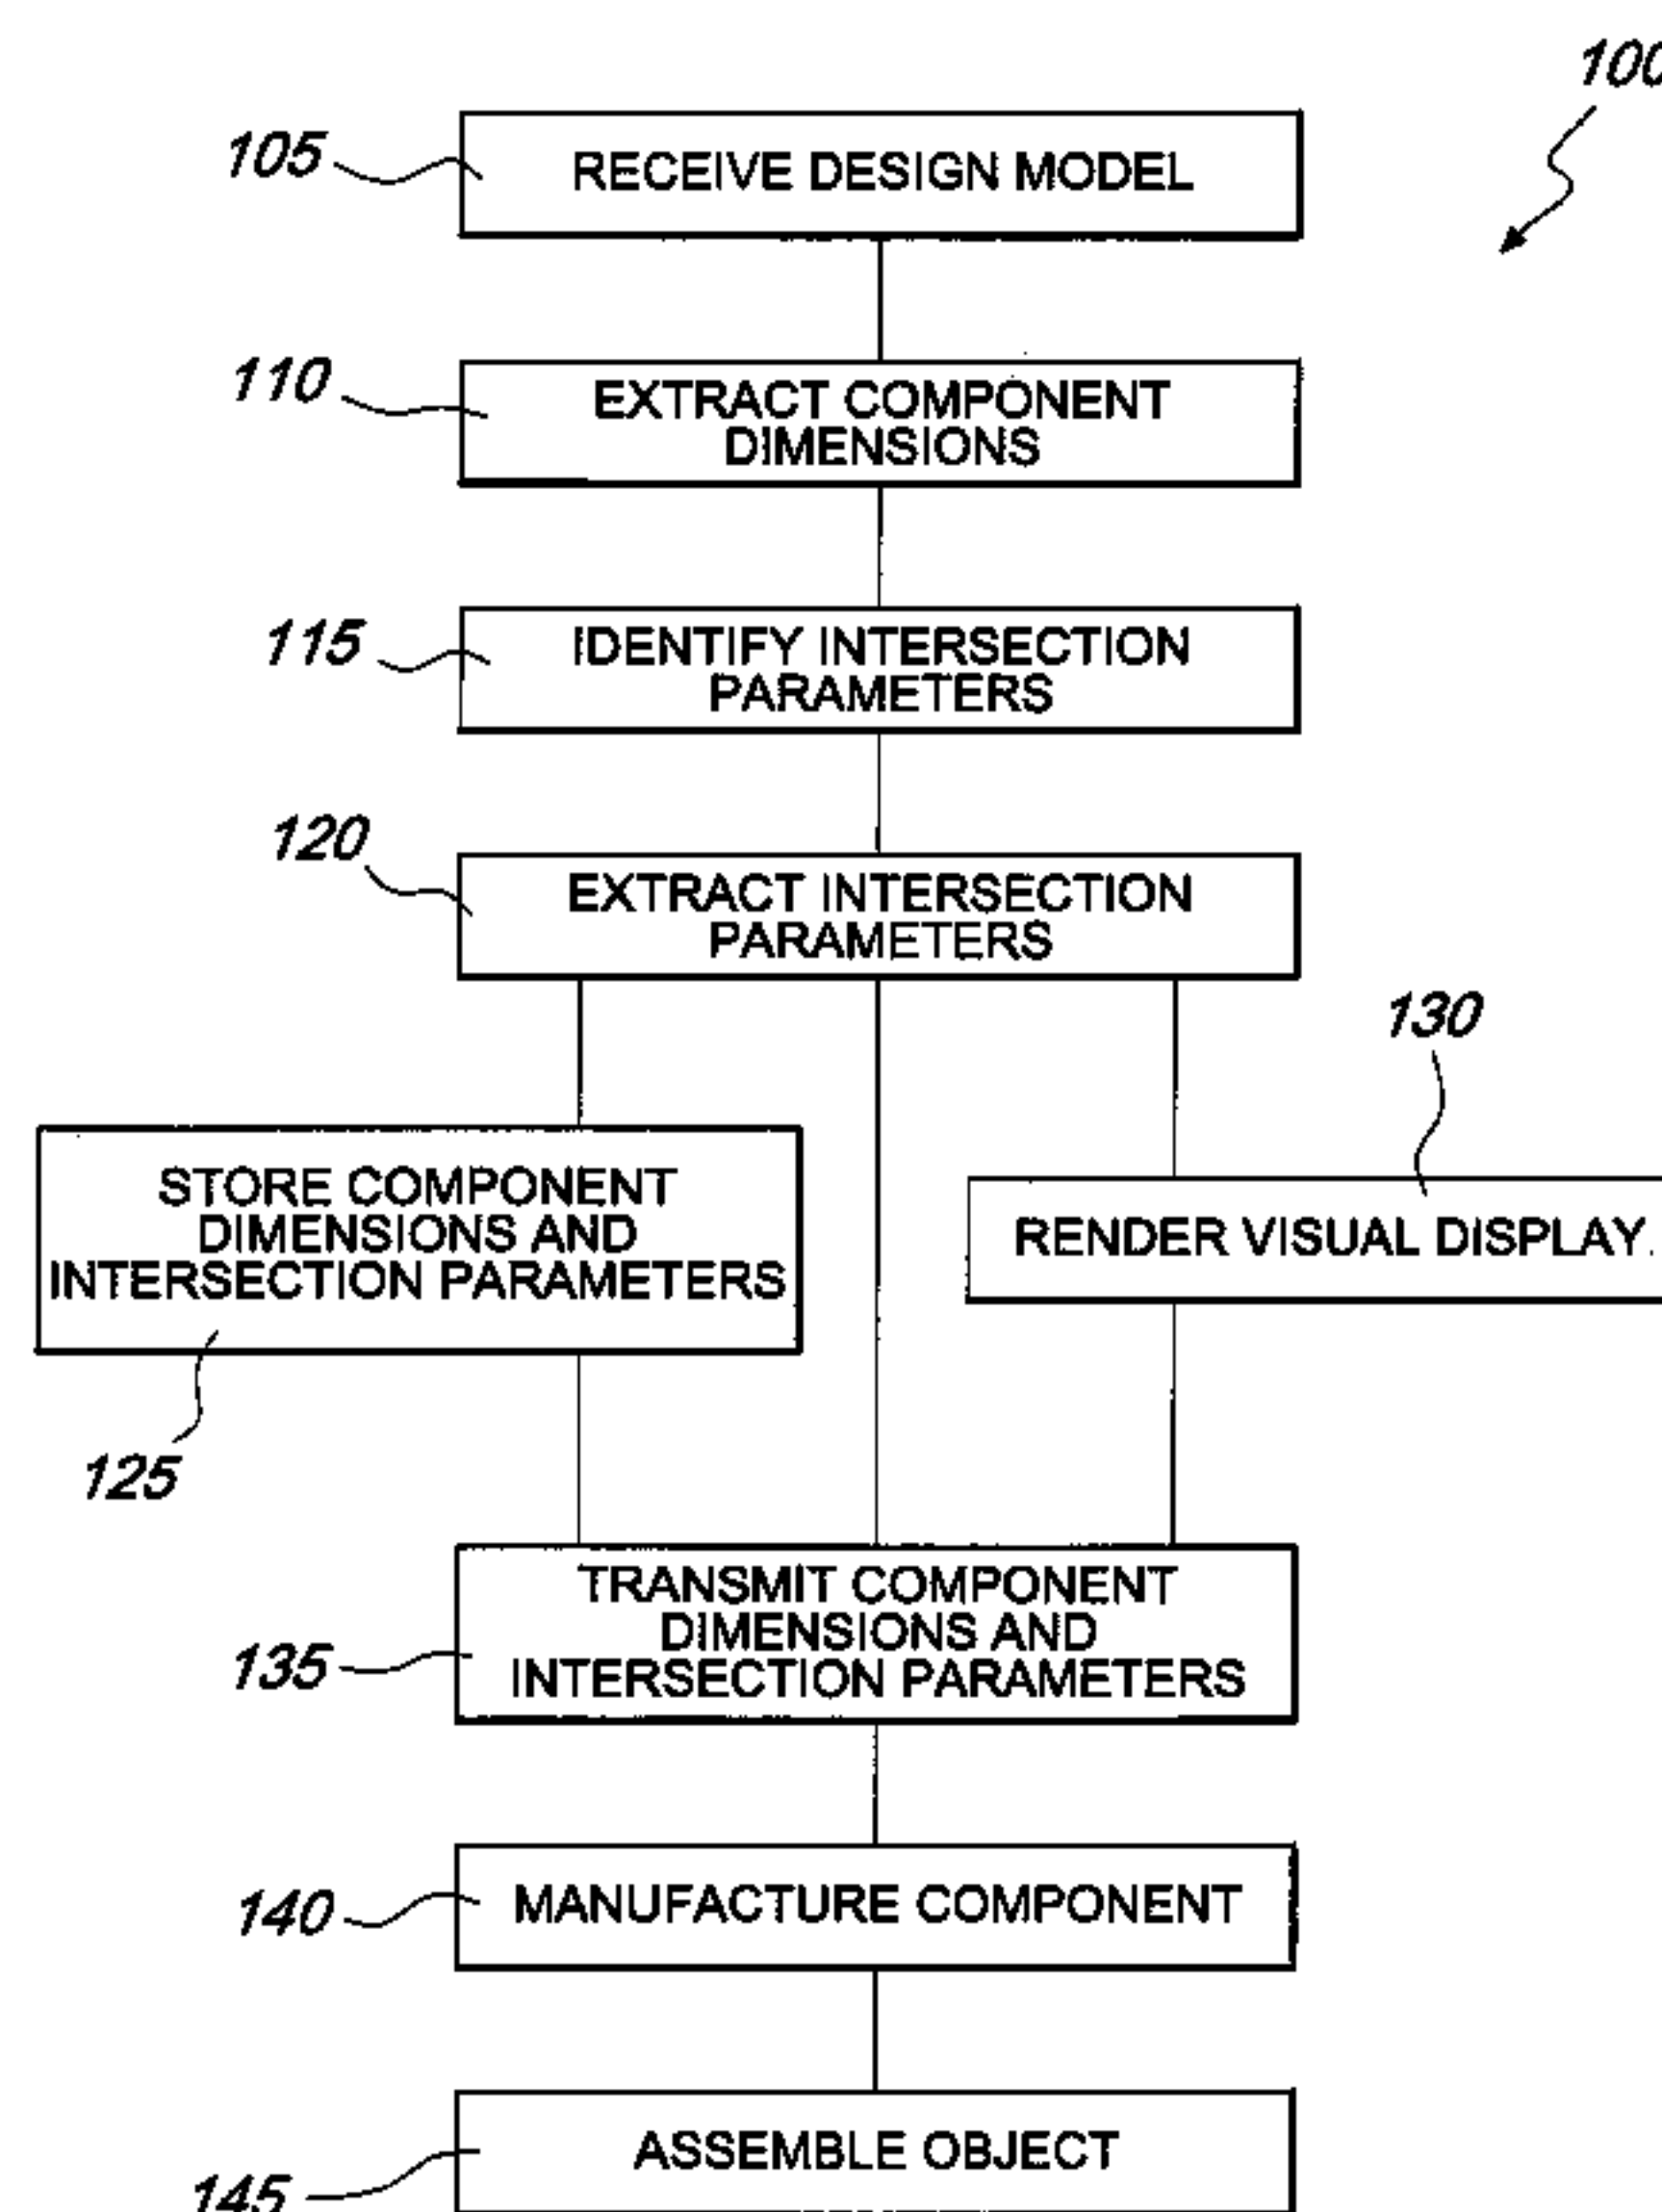 100
105
RECEIVE DESIGN MODEL
110
EXTRACT COMPONENT
DIMENSIONS
115
IDENTIFY INTERSECTION
PARAMETERS
120
EXTRACT INTERSECTION
PARAMETERS
130
STORE COMPONENT
DIMENSIONS AND
INTERSECTION PARAMETERS
RENDER VISUAL DISPLAY
125
TRANSMIT COMPONENT
DIMENSIONS AND
INTERSECTION PARAMETERS
135
140
MANUFACTURE COMPONENT
ASSEMBLE OBJECT
145